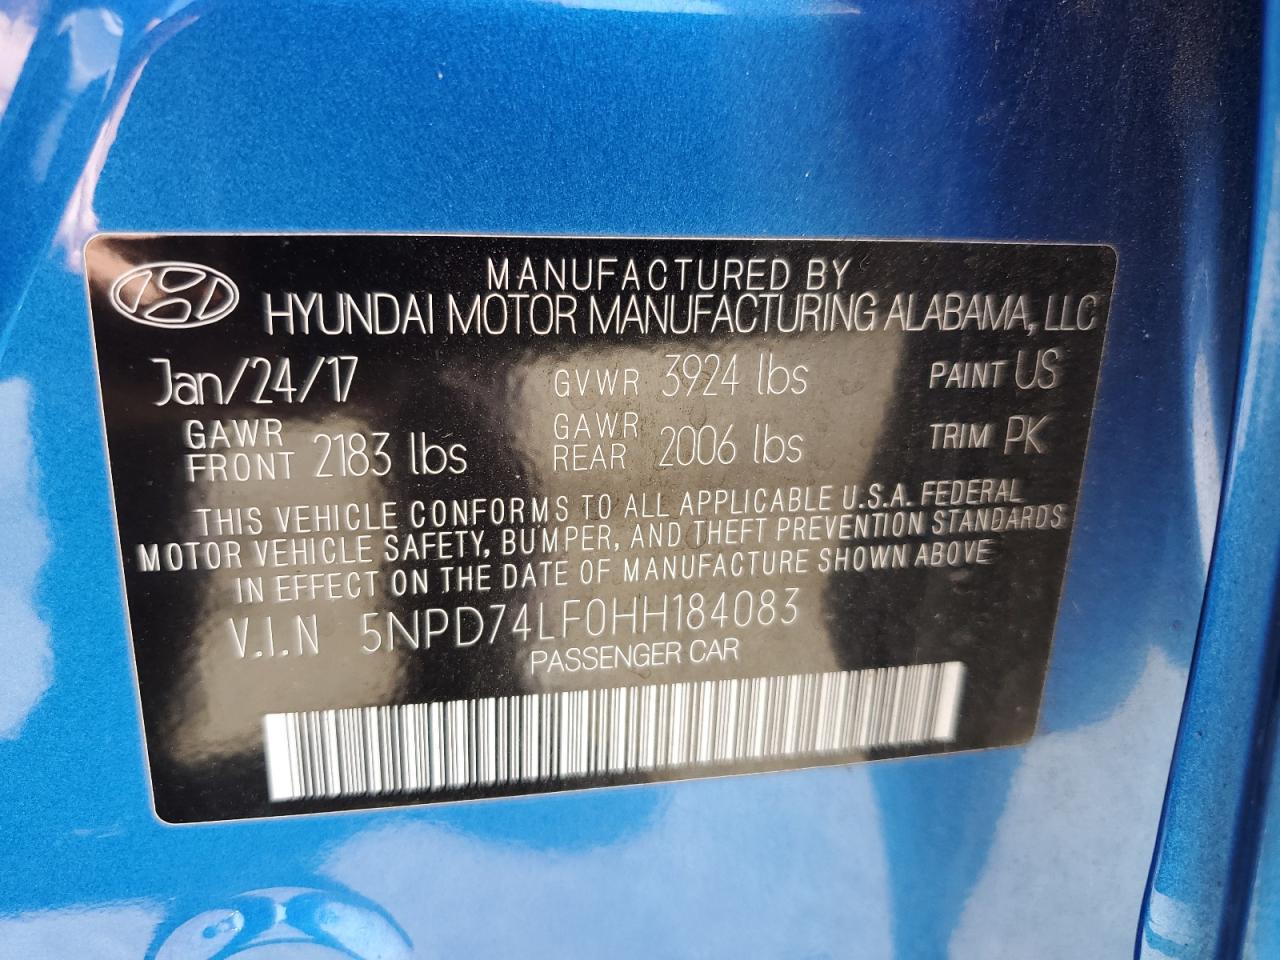 MANUFACTURED BY
HYUNDAI MOTOR MANUFACTURING ALABAMA, LLC
Jan/24/17 GVWR 3924 lbs PAINT US
GAWR FRONT 2183 lbs GAWR REAR 2006 lbs TRIM PK
THIS VEHICLE CONFORMS TO ALL APPLICABLE U.S.A. FEDERAL
MOTOR VEHICLE SAFETY, BUMPER, AND THEFT PREVENTION STANDARDS
IN EFFECT ON THE DATE OF MANUFACTURE SHOWN ABOVE
V.I.N 5NPD74LF0HH184083
PASSENGER CAR